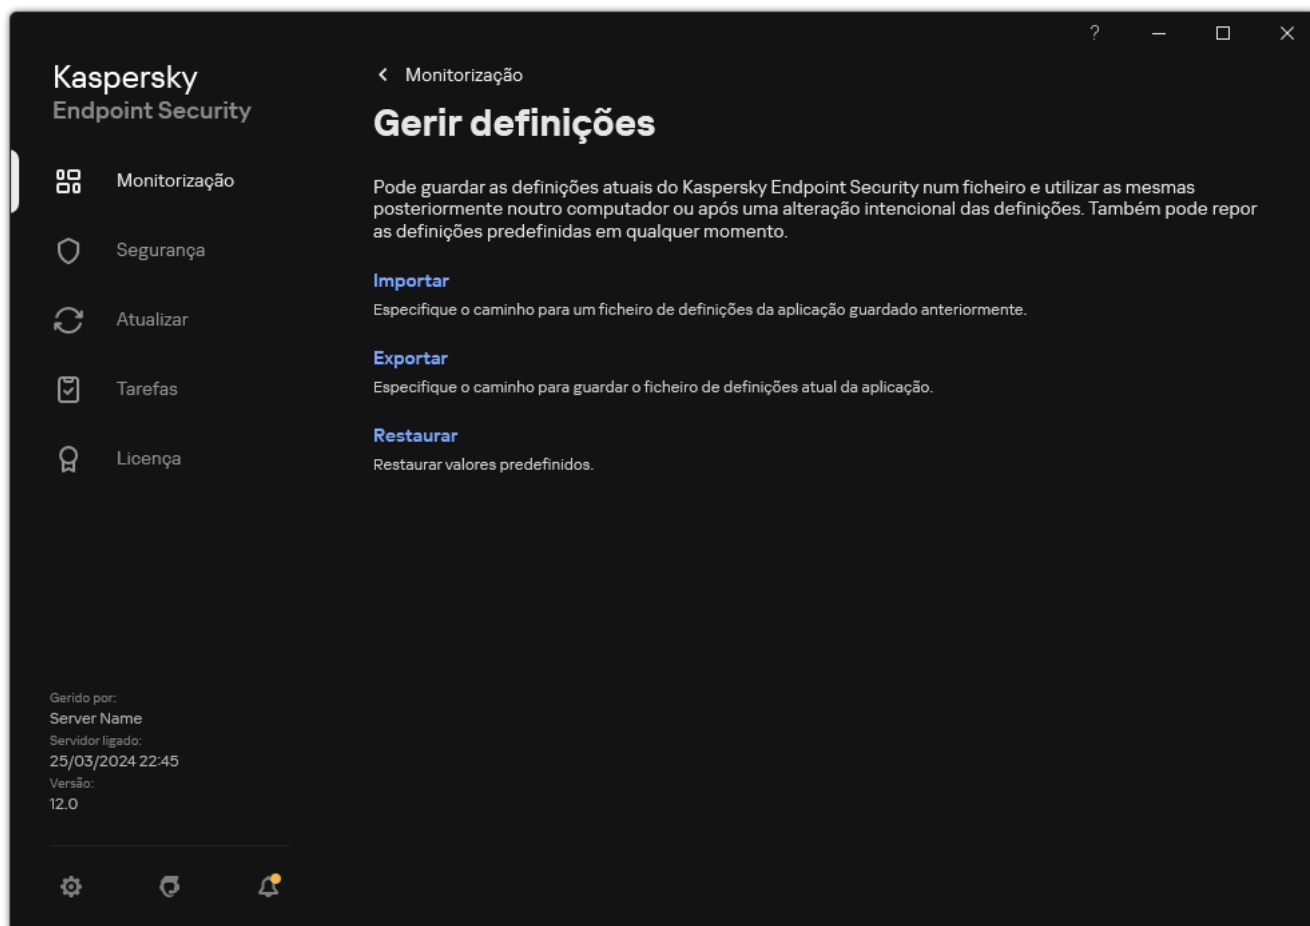 ?
Kaspersky
Endpoint Security
Monitorização
Segurança
Atualizar
Tarefas
Licença
Gerido por:
Server Name
Servidor ligado:
25/03/2024 22:45
Versão:
12.0
Monitorização
Gerir definições
Pode guardar as definições atuais do Kaspersky Endpoint Security num ficheiro e utilizar as mesmas
posteriormente noutro computador ou após uma alteração intencional das definições. Também pode repor
as definições predefinidas em qualquer momento.
Importar
Especifique o caminho para um ficheiro de definições da aplicação guardado anteriormente.
Exportar
Especifique o caminho para guardar o ficheiro de definições atual da aplicação.
Restaurar
Restaurar valores predefinidos.